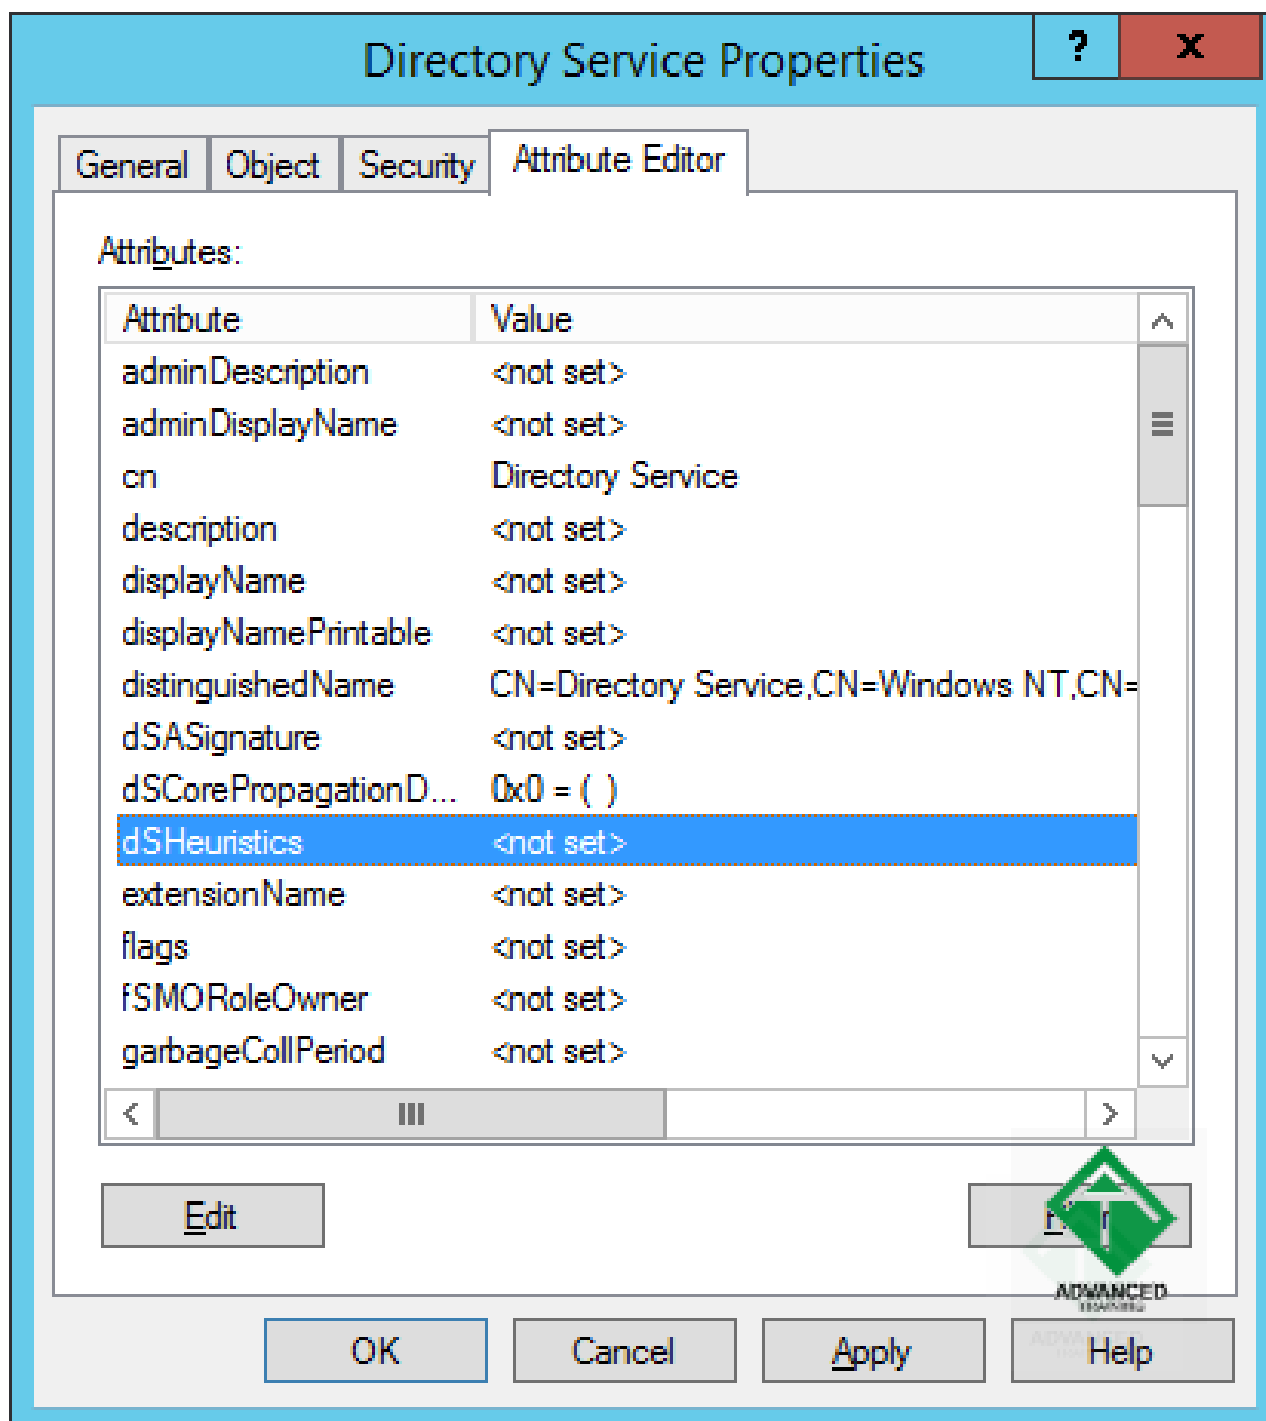 Directory Service Properties ? x
General Object Security Attribute Editor
Attributes:
Attribute Value
adminDescription <not set>
adminDisplayName <not set>
cn Directory Service
description <not set>
displayName <not set>
displayNamePrintable <not set>
distinguishedName CN=Directory Service,CN=Windows NT,CN=
dSASignature <not set>
dSCorePropagationD... 0x0 = ( )
dSHeuristics <not set>
extensionName <not set>
flags <not set>
fSMORoleOwner <not set>
garbageCollPeriod <not set>
Edit
ADVANCED
TRAINING
OK Cancel Apply Help